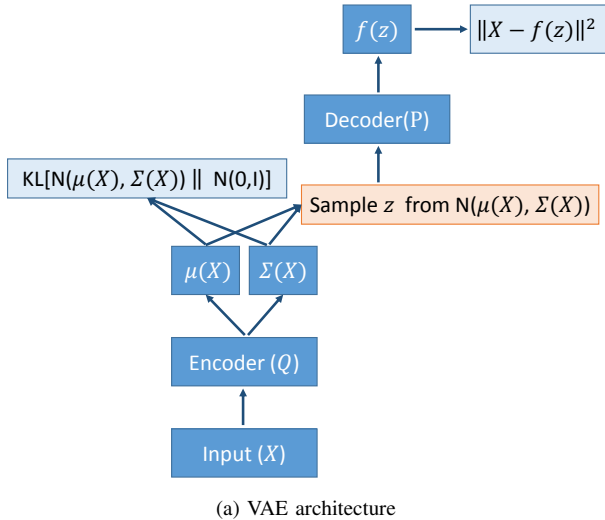 f(z)
‖X − f(z)‖²
Decoder(P)
KL[N(μ(X), Σ(X)) ‖ N(0,I)]
Sample z from N(μ(X), Σ(X))
μ(X)
Σ(X)
Encoder (Q)
Input (X)
(a) VAE architecture